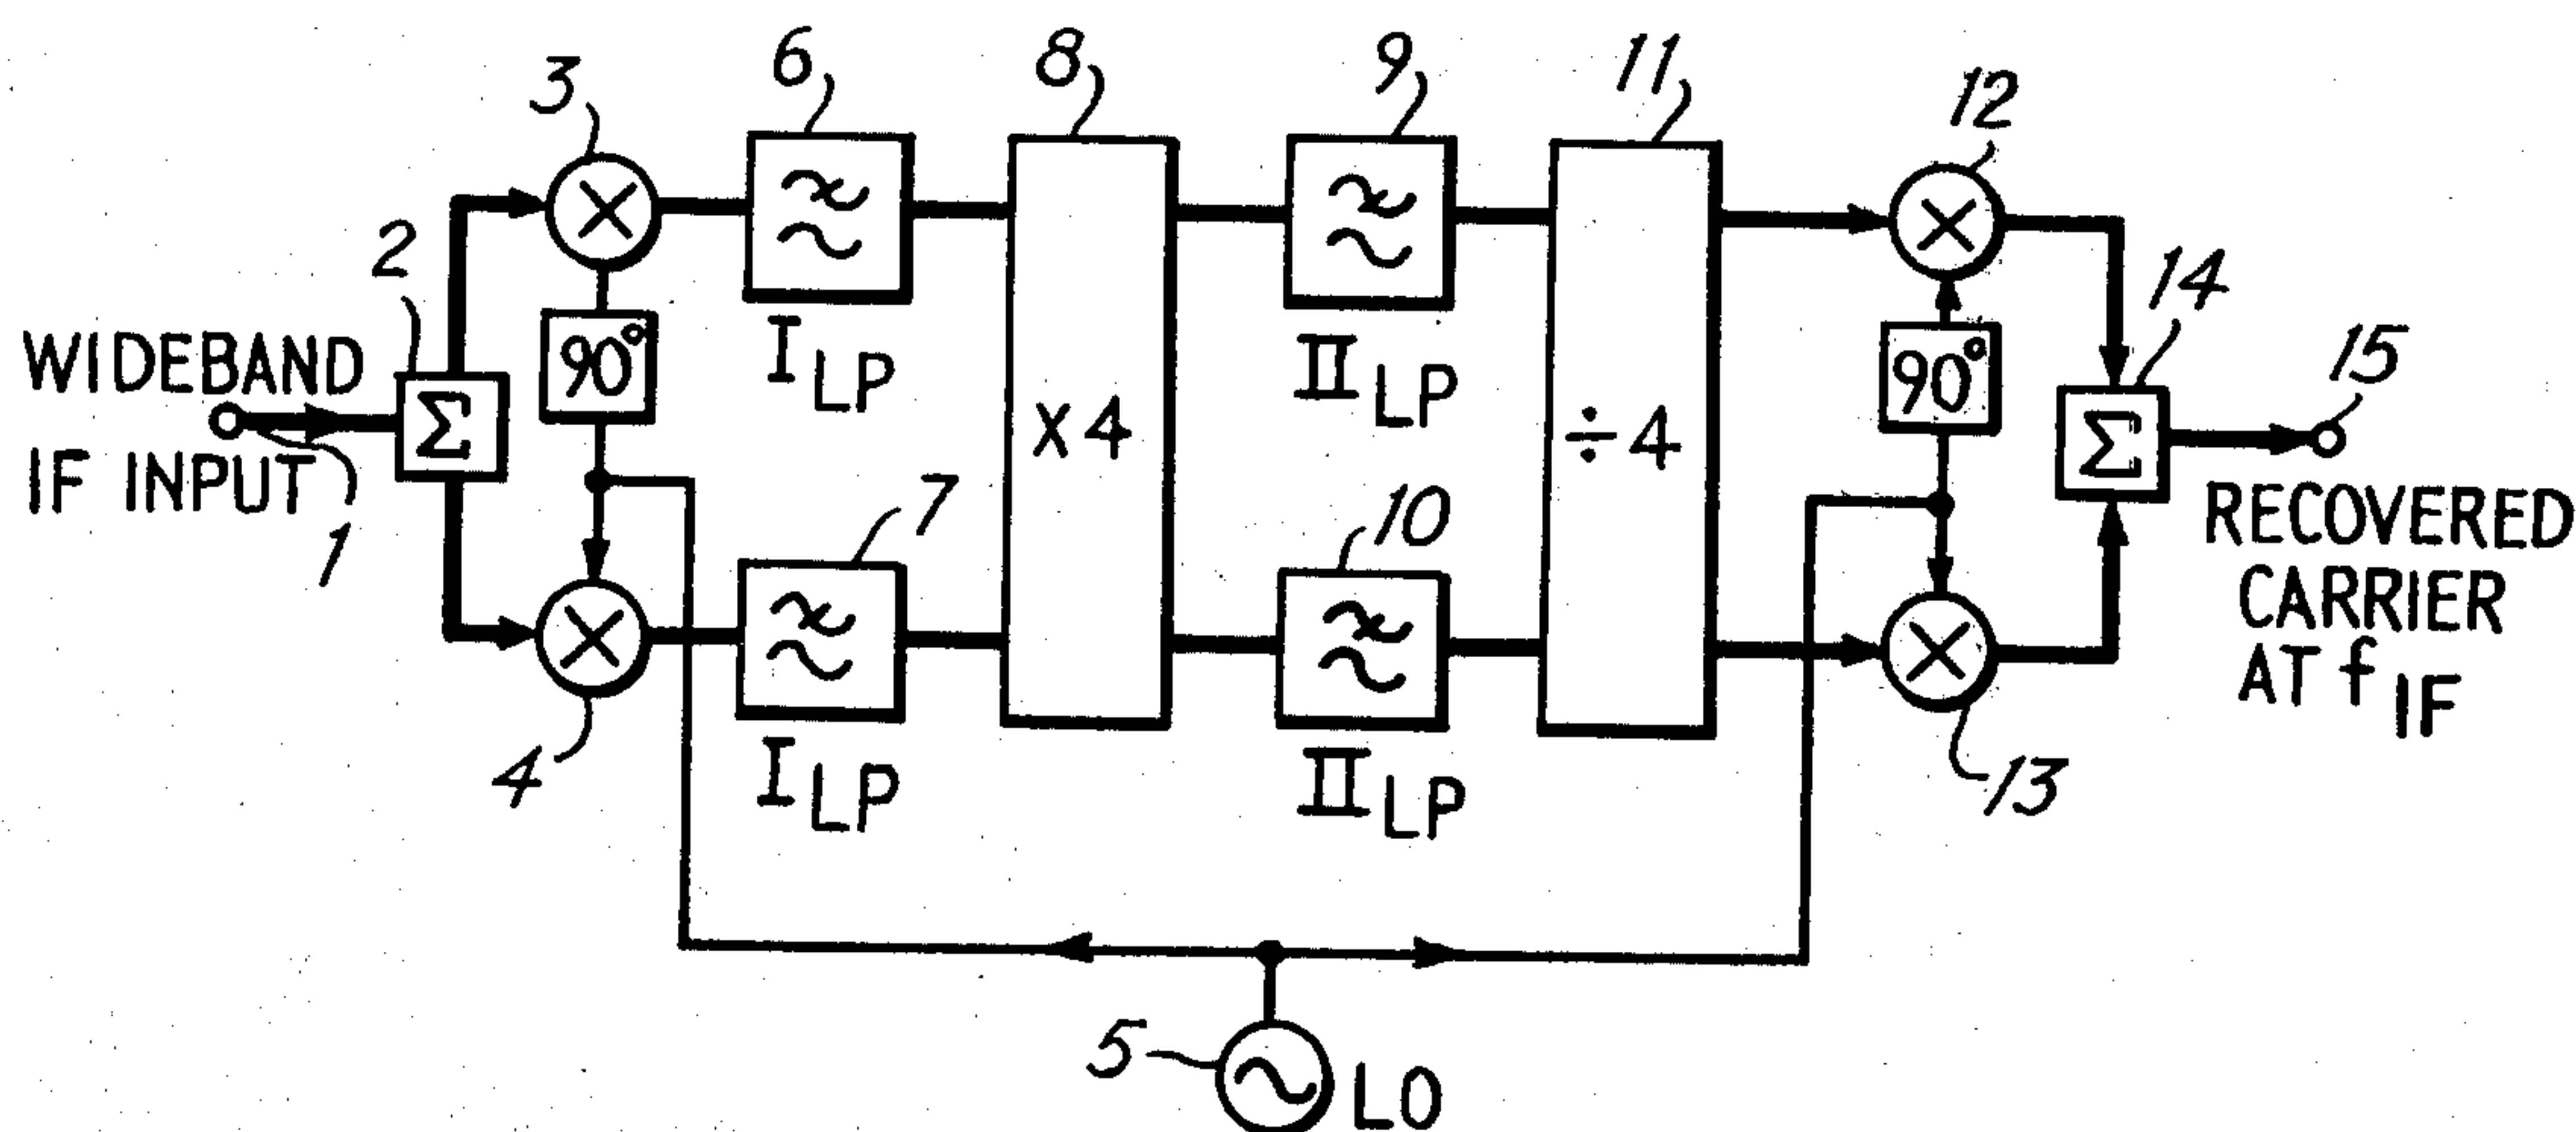 3
6
8
9
11
12
2
14
15
WIDEBAND
IF INPUT
1
Σ
90°
I LP
×4
II LP
÷4
90°
Σ
RECOVERED
CARRIER
AT f IF
4
7
I LP
10
II LP
13
5
LO